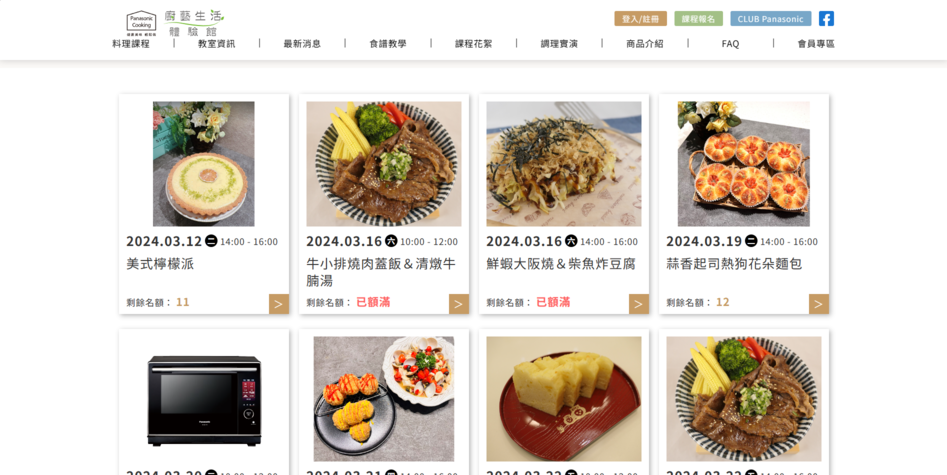 Panasonic
Cooking
廚藝生活
體驗館
登入/註冊
課程報名
CLUB Panasonic
料理課程
教室資訊
最新消息
食譜教學
課程花絮
調理實演
商品介紹
FAQ
會員專區
2024.03.12 二 14:00 - 16:00
美式檸檬派
剩餘名額： 11
>
2024.03.16 六 10:00 - 12:00
牛小排燒肉蓋飯＆清燉牛
腩湯
剩餘名額： 已額滿
>
2024.03.16 六 14:00 - 16:00
鮮蝦大阪燒＆柴魚炸豆腐
剩餘名額： 已額滿
>
2024.03.19 二 14:00 - 16:00
蒜香起司熱狗花朵麵包
剩餘名額： 12
>